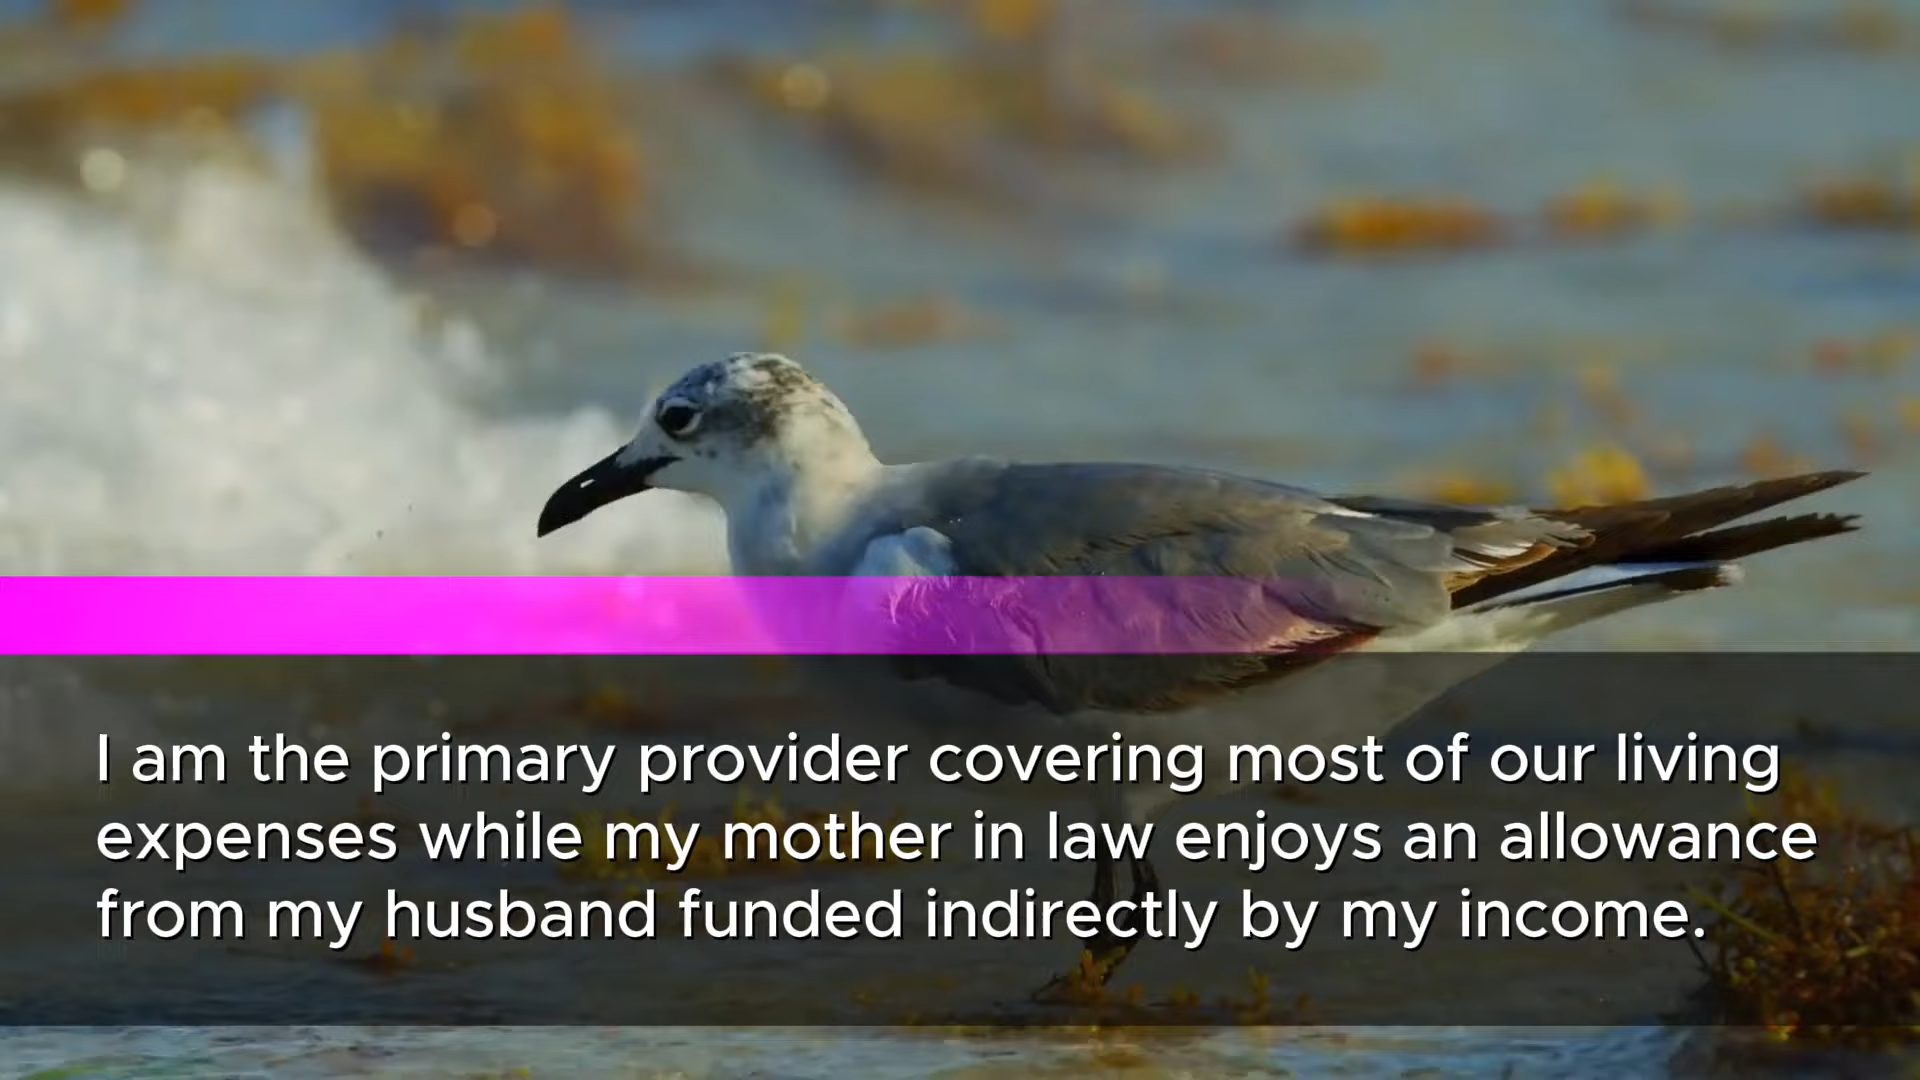 I am the primary provider covering most of our living
expenses while my mother in law enjoys an allowance
from my husband funded indirectly by my income.